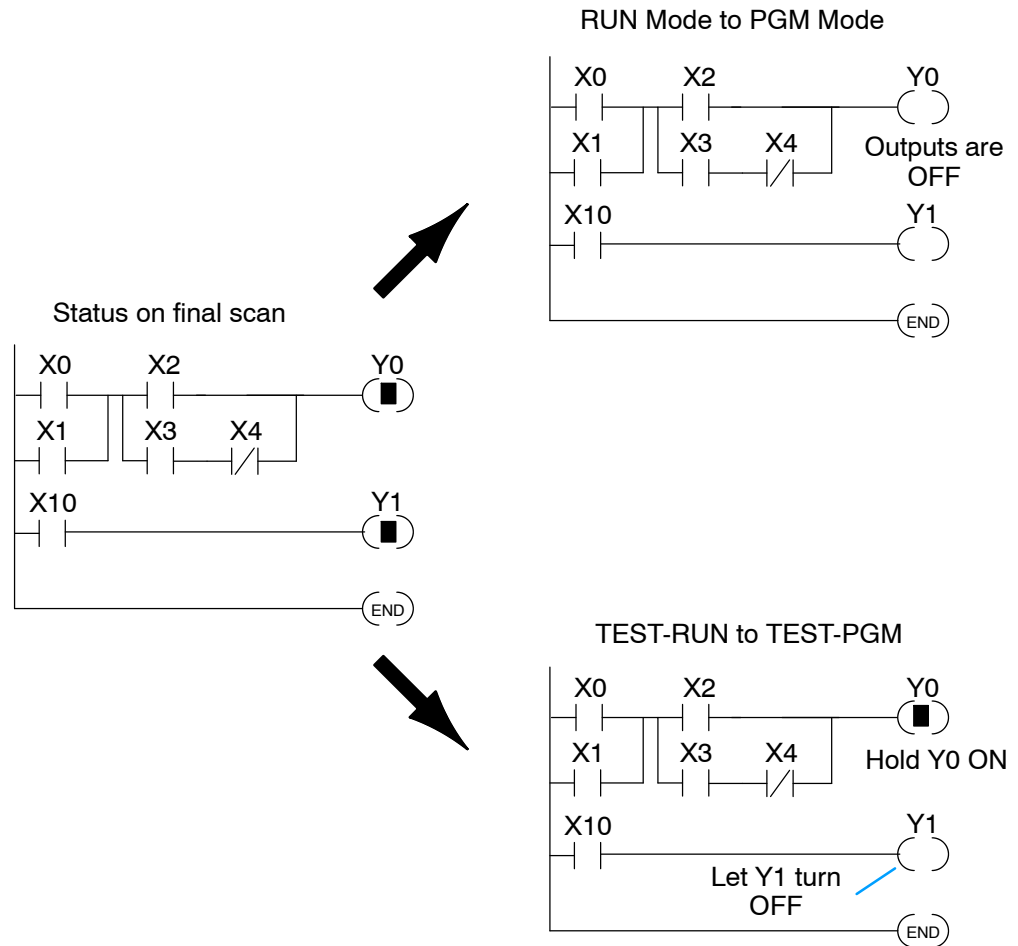 RUN Mode to PGM Mode
X0 X2 Y0
X1 X3 X4 Outputs are
OFF
X10 Y1
END
Status on final scan
X0 X2 Y0
X1 X3 X4
X10 Y1
END
TEST-RUN to TEST-PGM
X0 X2 Y0
X1 X3 X4 Hold Y0 ON
X10 Y1
Let Y1 turn
OFF
END